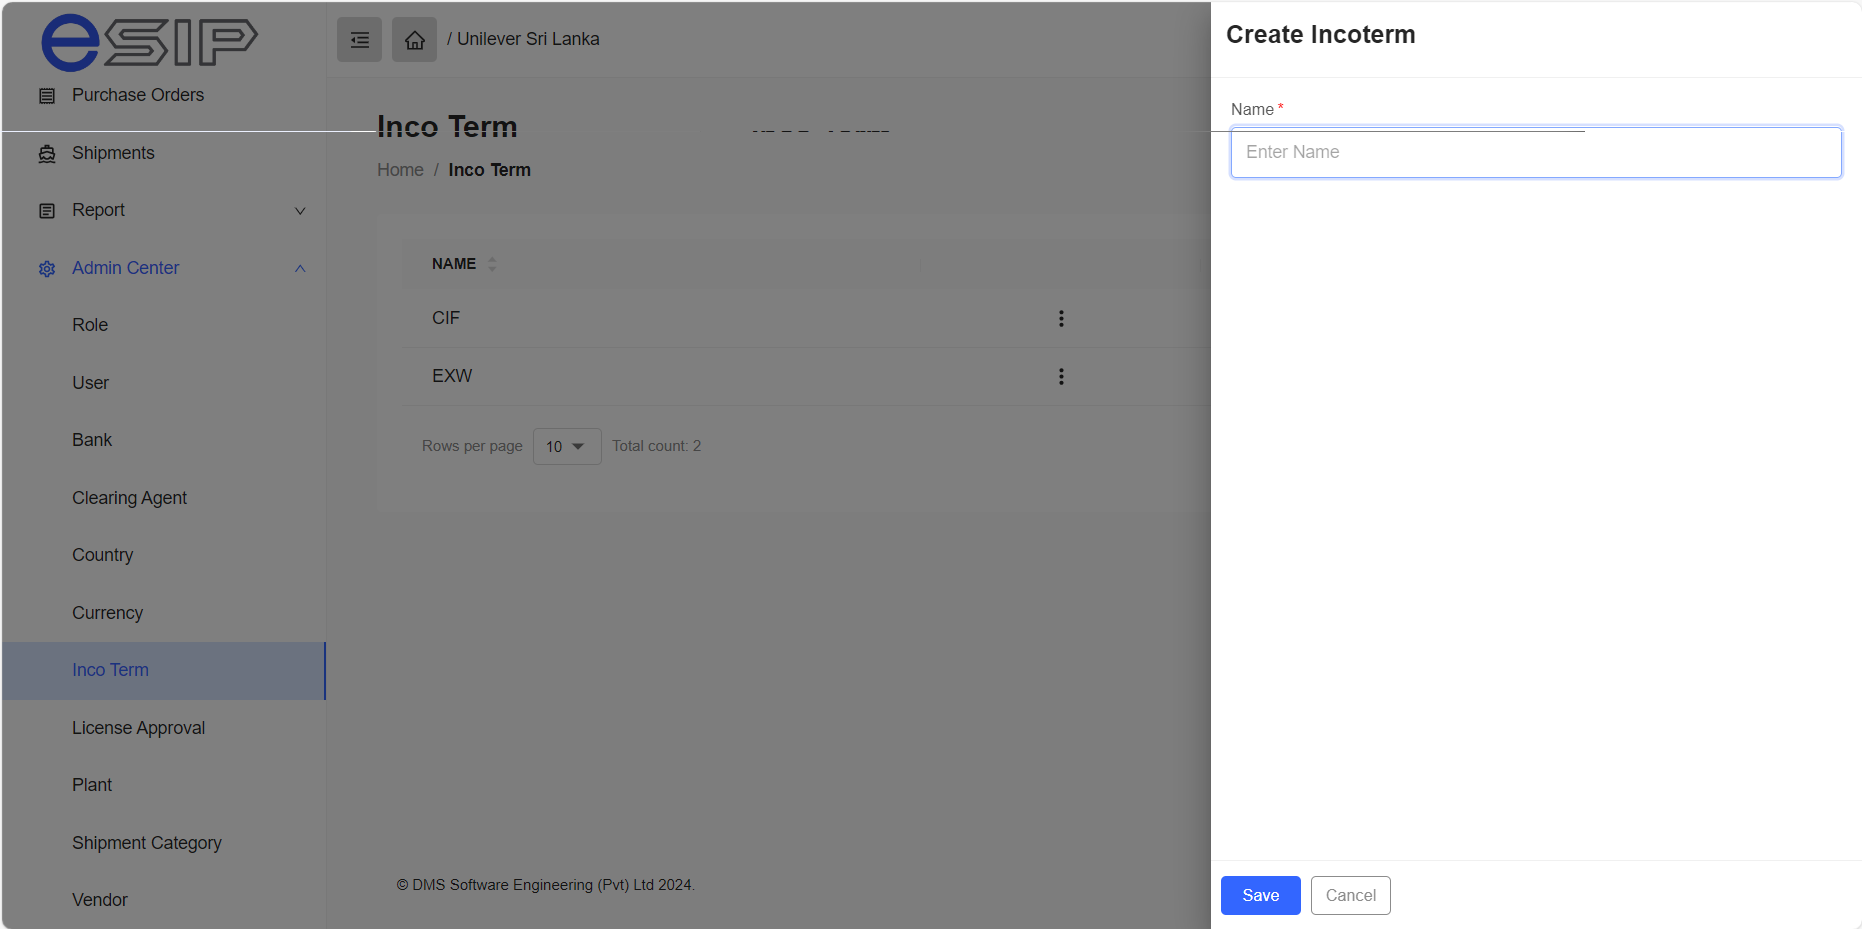 eSIP
Purchase Orders
Shipments
Report
Admin Center
Role
User
Bank
Clearing Agent
Country
Currency
Inco Term
License Approval
Plant
Shipment Category
Vendor
/ Unilever Sri Lanka
Inco Term
Home / Inco Term
NAME
CIF
EXW
Rows per page 10 Total count: 2
© DMS Software Engineering (Pvt) Ltd 2024.
Create Incoterm
Name *
Enter Name
Save Cancel